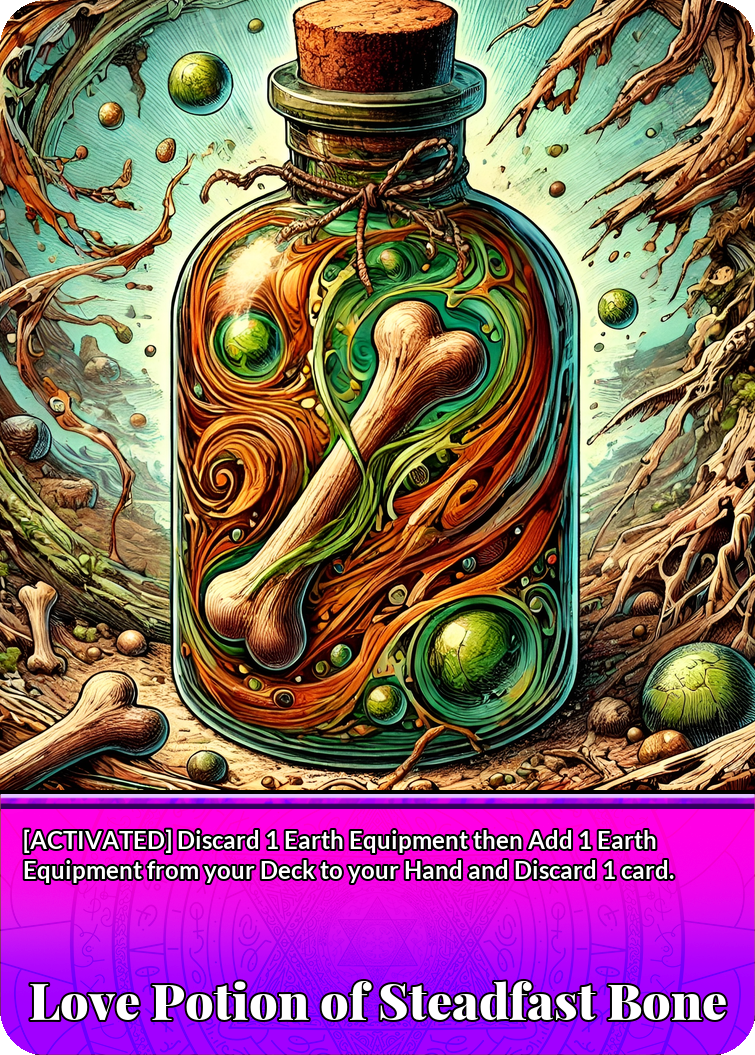 [ACTIVATED] Discard 1 Earth Equipment then Add 1 Earth
Equipment from your Deck to your Hand and Discard 1 card.
Love Potion of Steadfast Bone